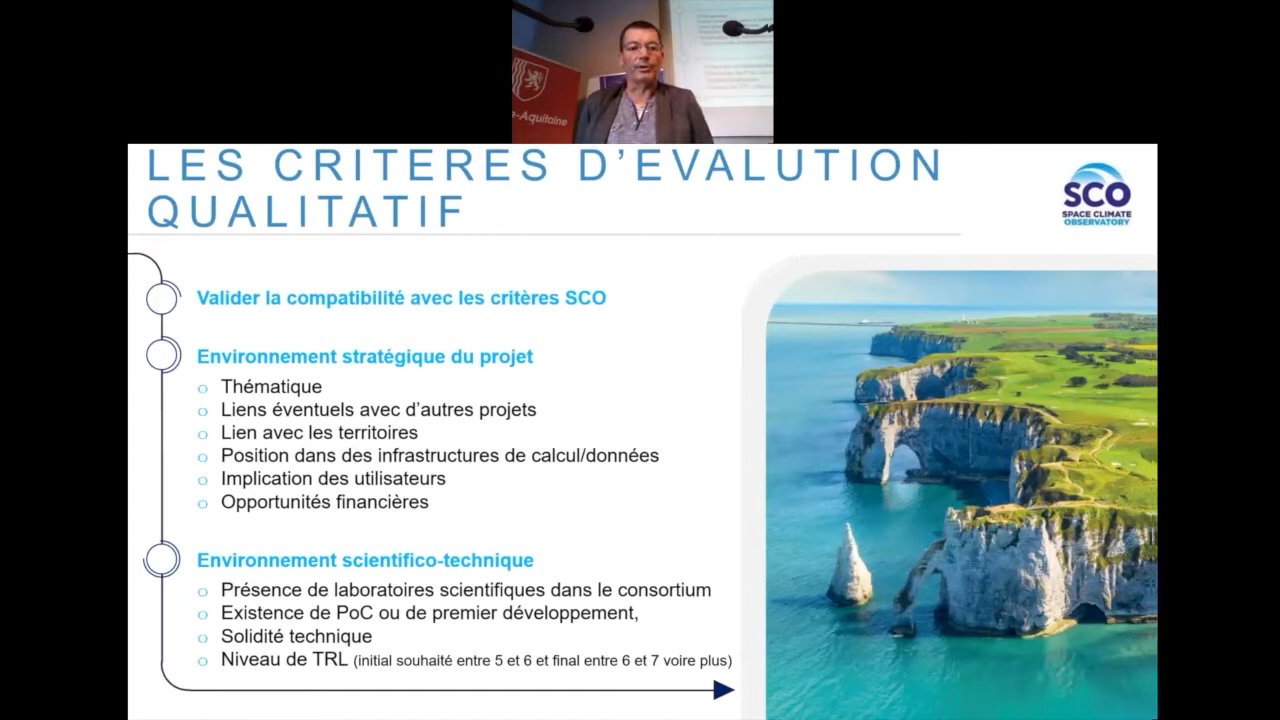 e-Aquitaine
LES CRITERES D’EVALUTION
QUALITATIF
SCO
SPACE CLIMATE
OBSERVATORY
Valider la compatibilité avec les critères SCO
Environnement stratégique du projet
o Thématique
o Liens éventuels avec d’autres projets
o Lien avec les territoires
o Position dans des infrastructures de calcul/données
o Implication des utilisateurs
o Opportunités financières
Environnement scientifico-technique
o Présence de laboratoires scientifiques dans le consortium
o Existence de PoC ou de premier développement,
o Solidité technique
o Niveau de TRL (initial souhaité entre 5 et 6 et final entre 6 et 7 voire plus)